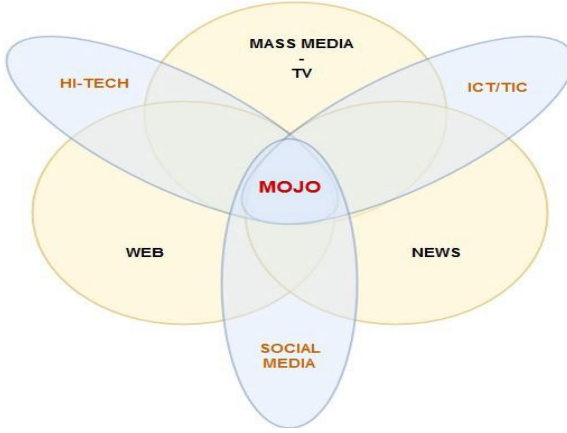 MASS MEDIA
-
TV
HI-TECH
ICT/TIC
MOJO
WEB
NEWS
SOCIAL
MEDIA